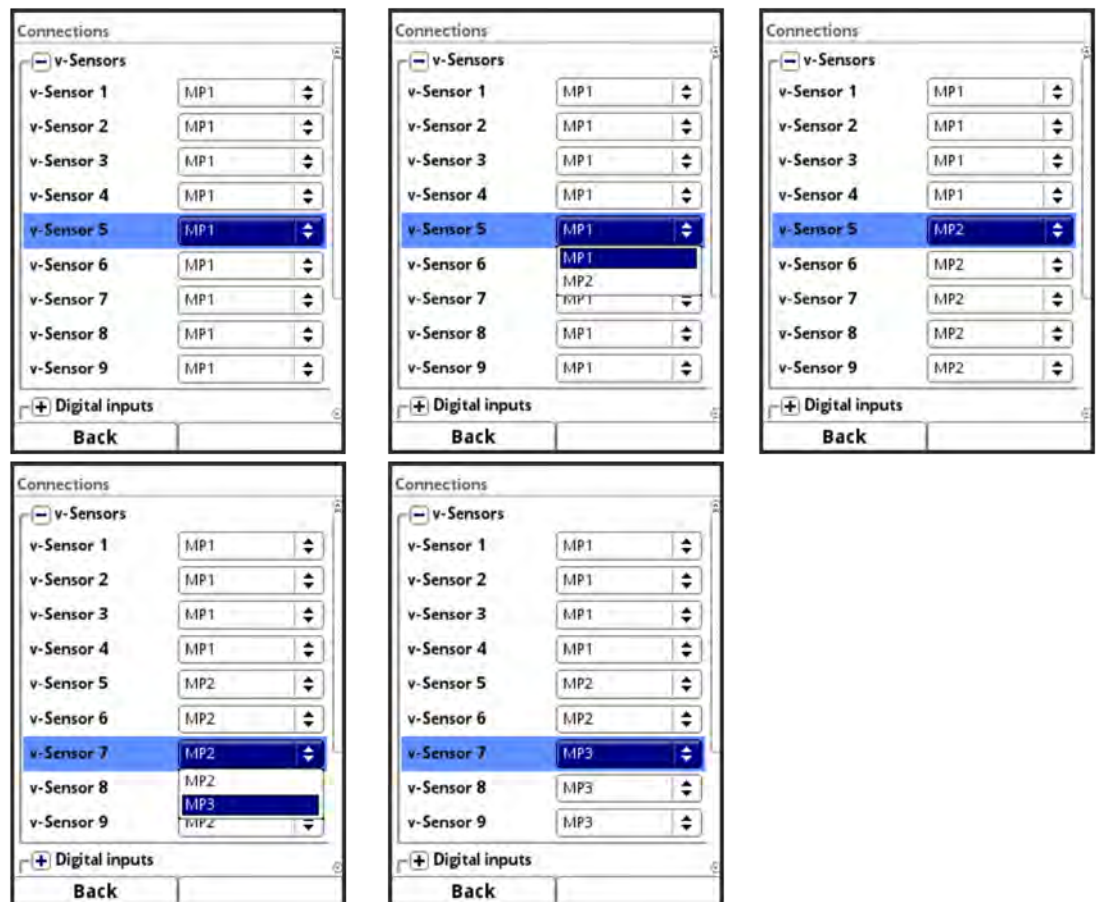 Connections
v-Sensors
v-Sensor 1 MP1
v-Sensor 2 MP1
v-Sensor 3 MP1
v-Sensor 4 MP1
v-Sensor 5 MP1
v-Sensor 6 MP1
v-Sensor 7 MP1
v-Sensor 8 MP1
v-Sensor 9 MP1
Digital inputs
Back
Connections
v-Sensors
v-Sensor 1 MP1
v-Sensor 2 MP1
v-Sensor 3 MP1
v-Sensor 4 MP1
v-Sensor 5 MP1
MP1
v-Sensor 6
MP2
v-Sensor 7 MP1
v-Sensor 8 MP1
v-Sensor 9 MP1
Digital inputs
Back
Connections
v-Sensors
v-Sensor 1 MP1
v-Sensor 2 MP1
v-Sensor 3 MP1
v-Sensor 4 MP1
v-Sensor 5 MP2
v-Sensor 6 MP2
v-Sensor 7 MP2
v-Sensor 8 MP2
v-Sensor 9 MP2
Digital inputs
Back
Connections
v-Sensors
v-Sensor 1 MP1
v-Sensor 2 MP1
v-Sensor 3 MP1
v-Sensor 4 MP1
v-Sensor 5 MP2
v-Sensor 6 MP2
v-Sensor 7 MP2
MP2
v-Sensor 8
MP3
v-Sensor 9 MP2
Digital inputs
Back
Connections
v-Sensors
v-Sensor 1 MP1
v-Sensor 2 MP1
v-Sensor 3 MP1
v-Sensor 4 MP1
v-Sensor 5 MP2
v-Sensor 6 MP2
v-Sensor 7 MP3
v-Sensor 8 MP3
v-Sensor 9 MP3
Digital inputs
Back